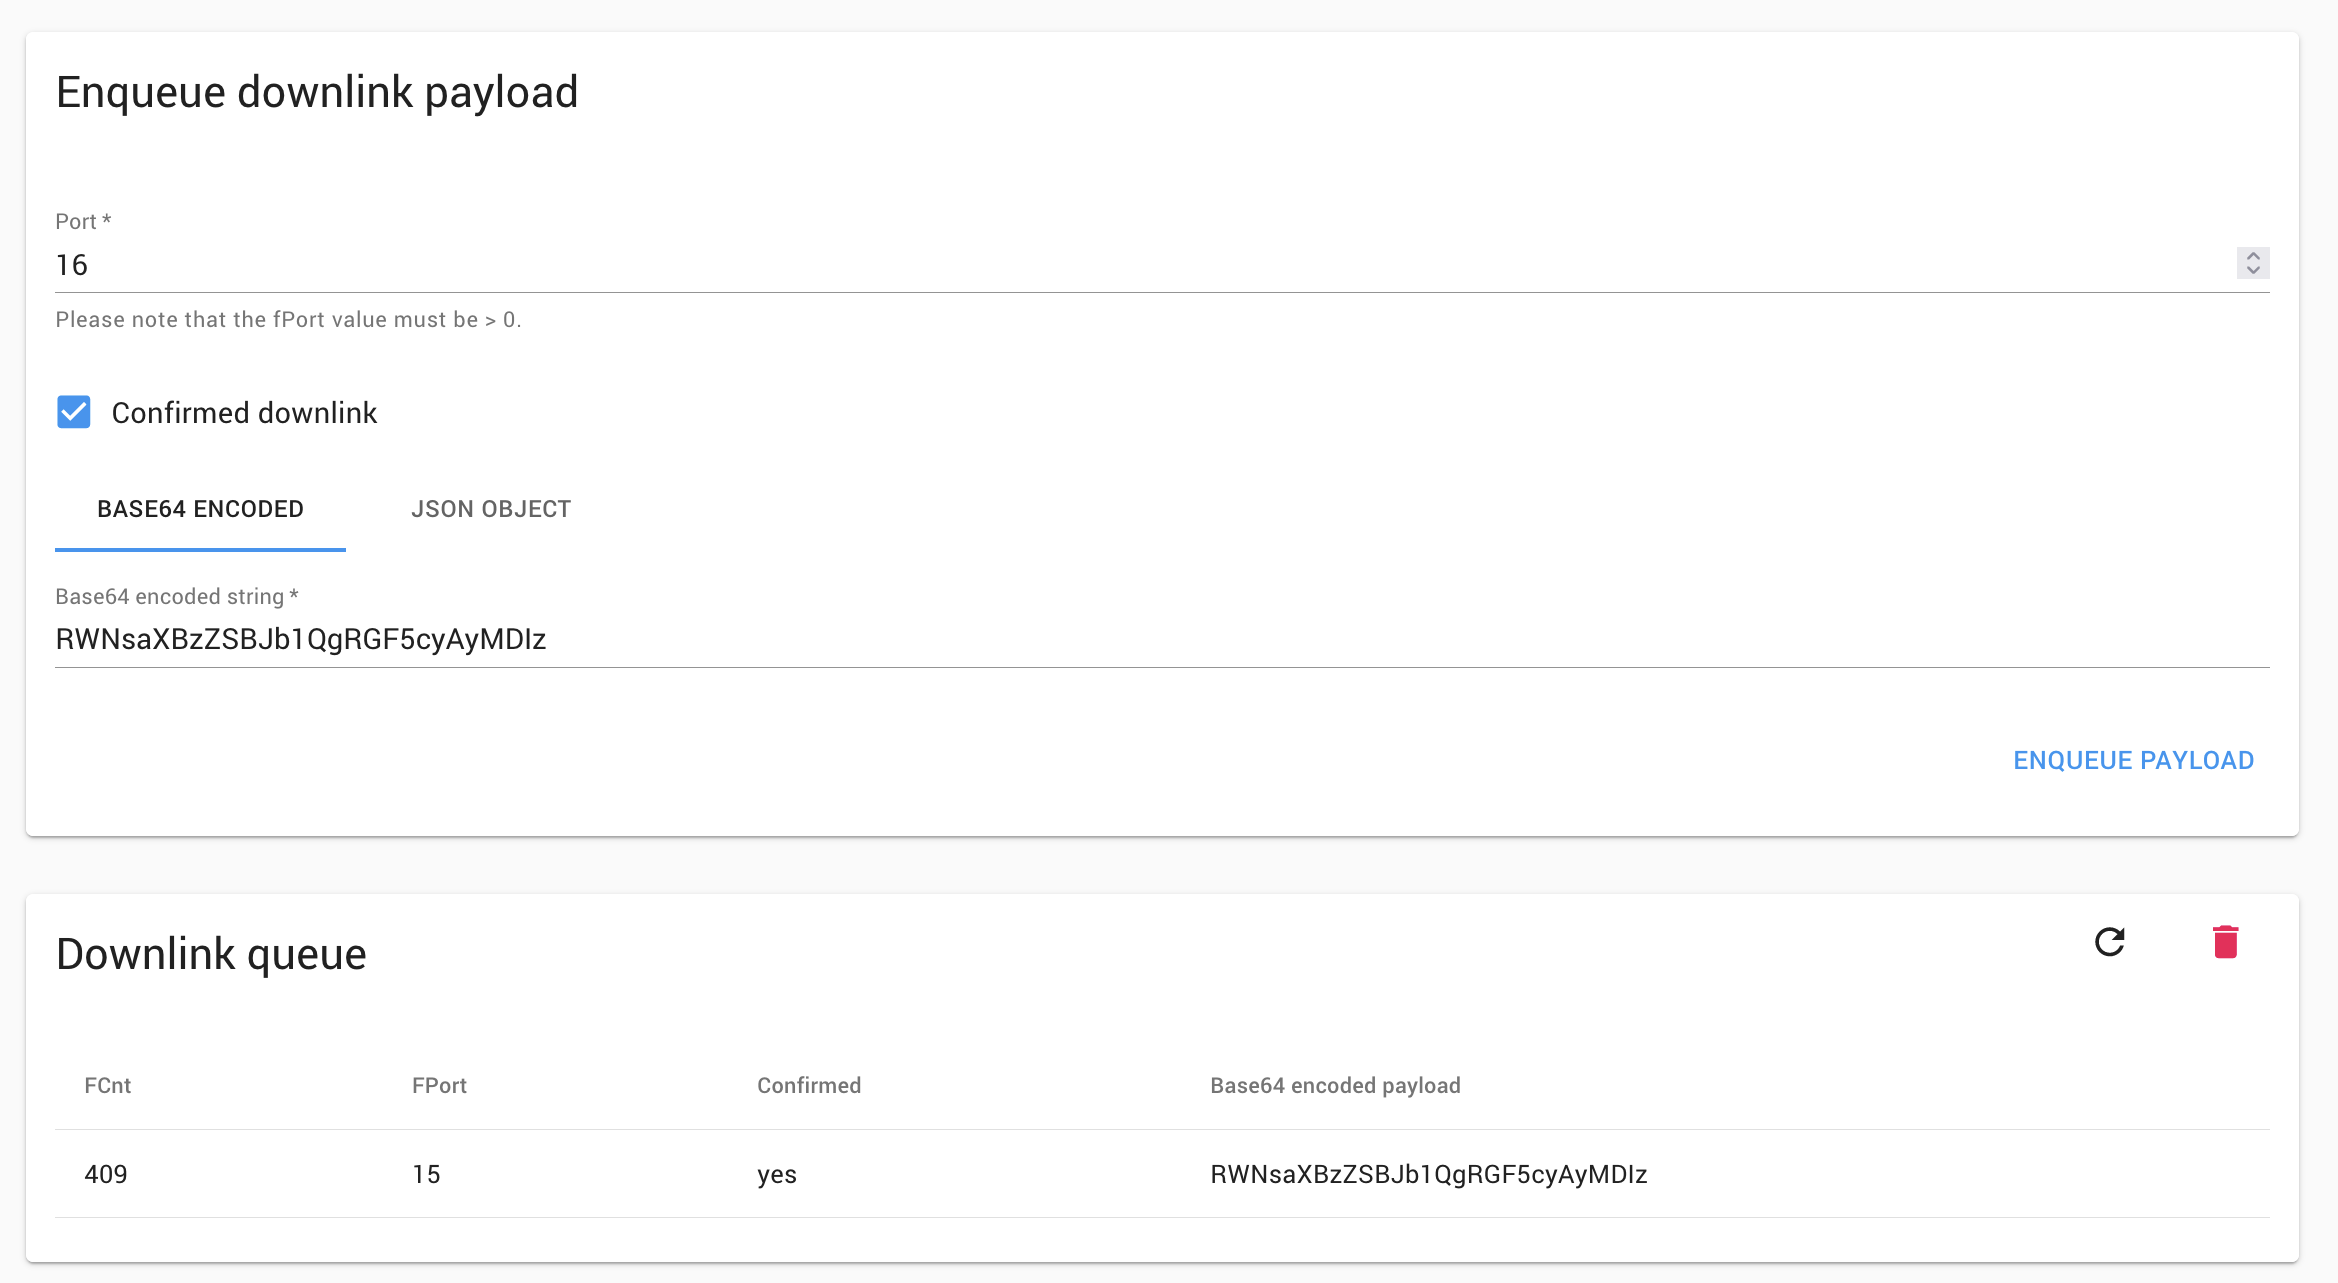 Enqueue downlink payload
Port *
16
Please note that the fPort value must be > 0.
Confirmed downlink
BASE64 ENCODED JSON OBJECT
Base64 encoded string *
RWNsaXBzZSBJb1QgRGF5cyAyMDIz
ENQUEUE PAYLOAD
Downlink queue
FCnt FPort Confirmed Base64 encoded payload
409 15 yes RWNsaXBzZSBJb1QgRGF5cyAyMDIz